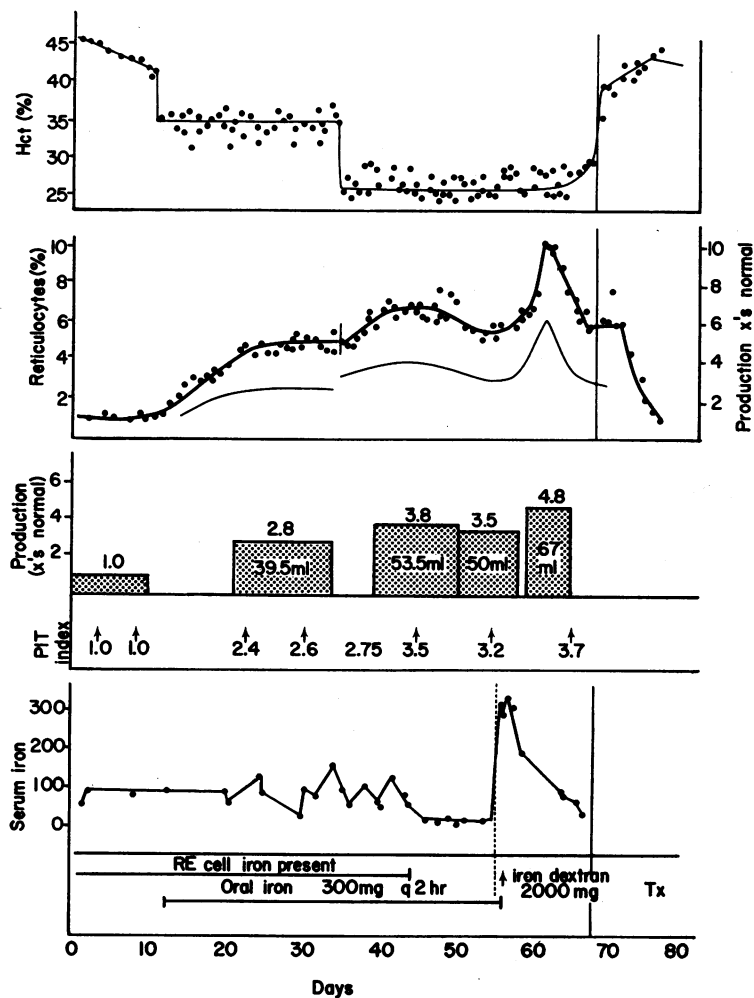 Hct (%)
45
40
35
30
25
Reticulocytes (%)
10
8
6
4
2
Production x's normal
10
8
6
4
2
Production
(x's normal)
6
4
2
1.0
2.8
39.5ml
3.8
53.5ml
3.5
50ml
4.8
67
ml
PIT
index
1.0 1.0 2.4 2.6 2.75 3.5 3.2 3.7
Serum iron
300
200
100
0
RE cell iron present
Oral iron 300mg q 2 hr
iron dextran
2000 mg
Tx
0 10 20 30 40 50 60 70 80
Days